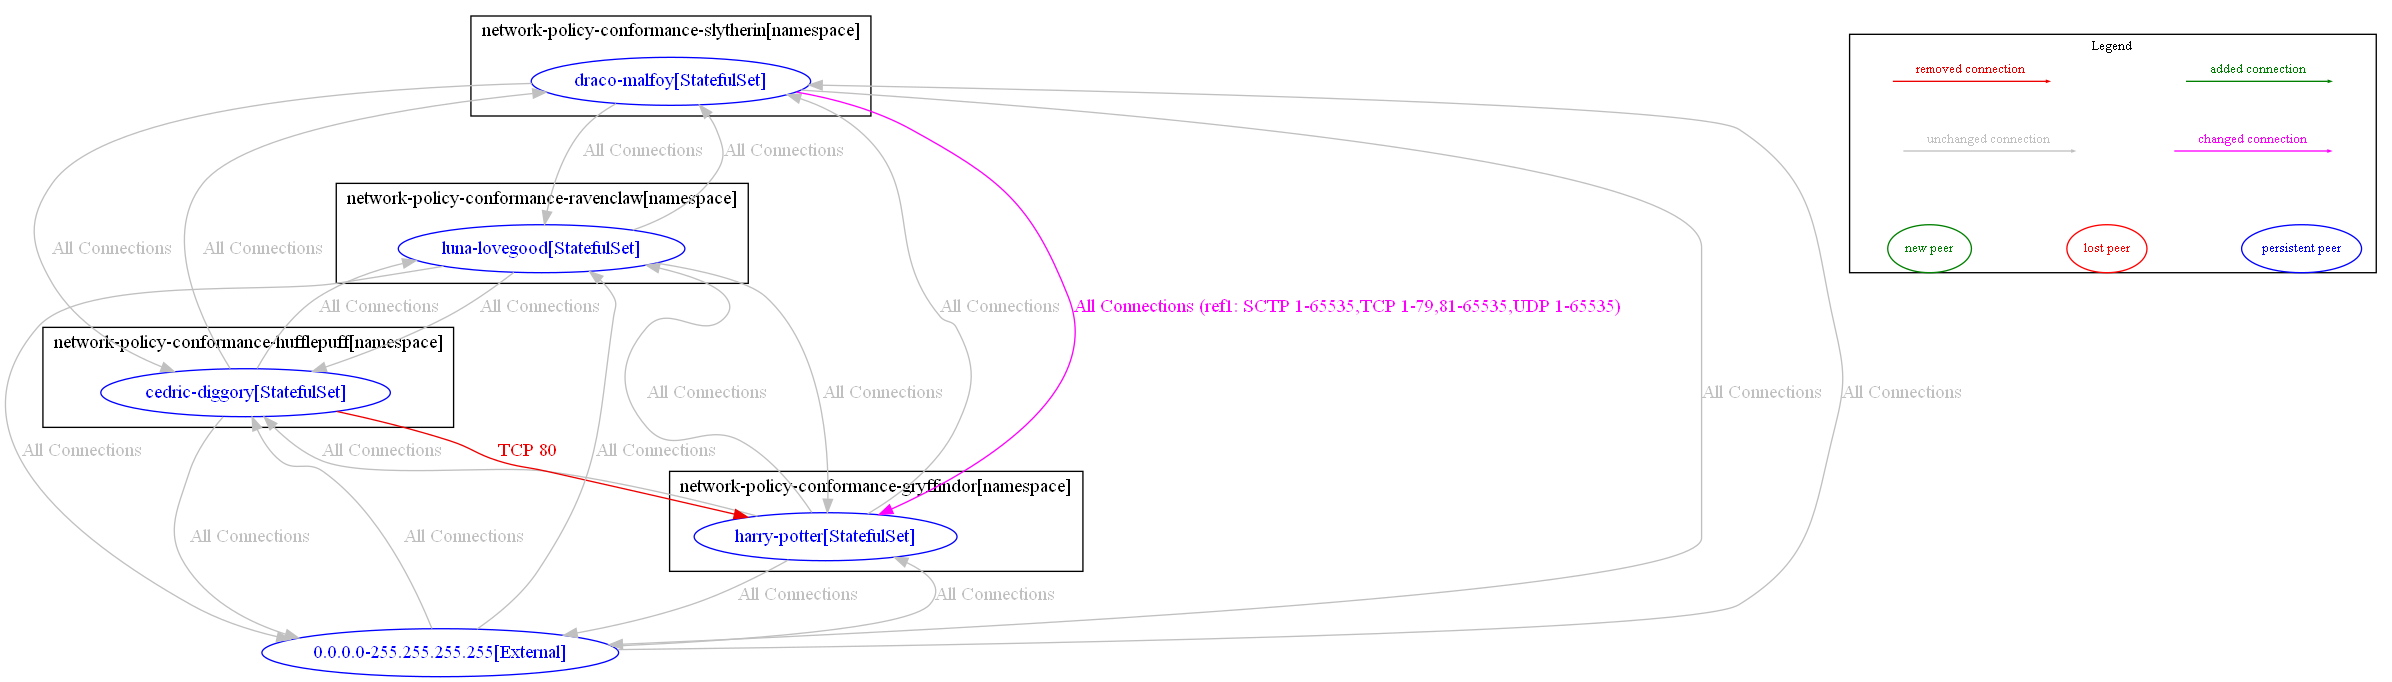 network-policy-conformance-slytherin[namespace]
draco-malfoy[StatefulSet]
Legend
removed connection
added connection
unchanged connection
changed connection
new peer
lost peer
persistent peer
All Connections
All Connections
network-policy-conformance-ravenclaw[namespace]
luna-lovegood[StatefulSet]
All Connections
All Connections
All Connections
All Connections
All Connections
All Connections (ref1: SCTP 1-65535,TCP 1-79,81-65535,UDP 1-65535)
network-policy-conformance-hufflepuff[namespace]
cedric-diggory[StatefulSet]
All Connections
All Connections
All Connections
All Connections
All Connections
All Connections
TCP 80
All Connections
network-policy-conformance-gryffindor[namespace]
harry-potter[StatefulSet]
All Connections
All Connections
All Connections
All Connections
0.0.0.0-255.255.255.255[External]